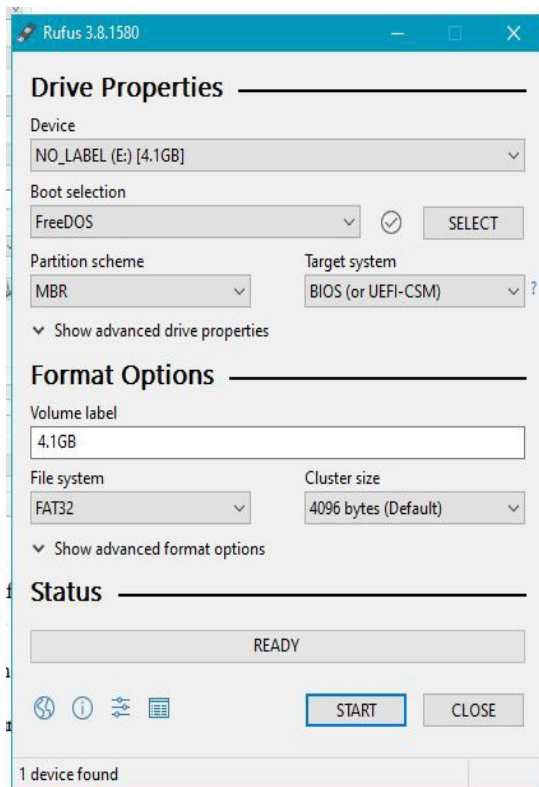 Rufus 3.8.1580
Drive Properties
Device
NO_LABEL (E:) [4.1GB]
Boot selection
FreeDOS
SELECT
Partition scheme
Target system
MBR
BIOS (or UEFI-CSM)
?
Show advanced drive properties
Format Options
Volume label
4.1GB
File system
Cluster size
FAT32
4096 bytes (Default)
Show advanced format options
Status
READY
START
CLOSE
1 device found